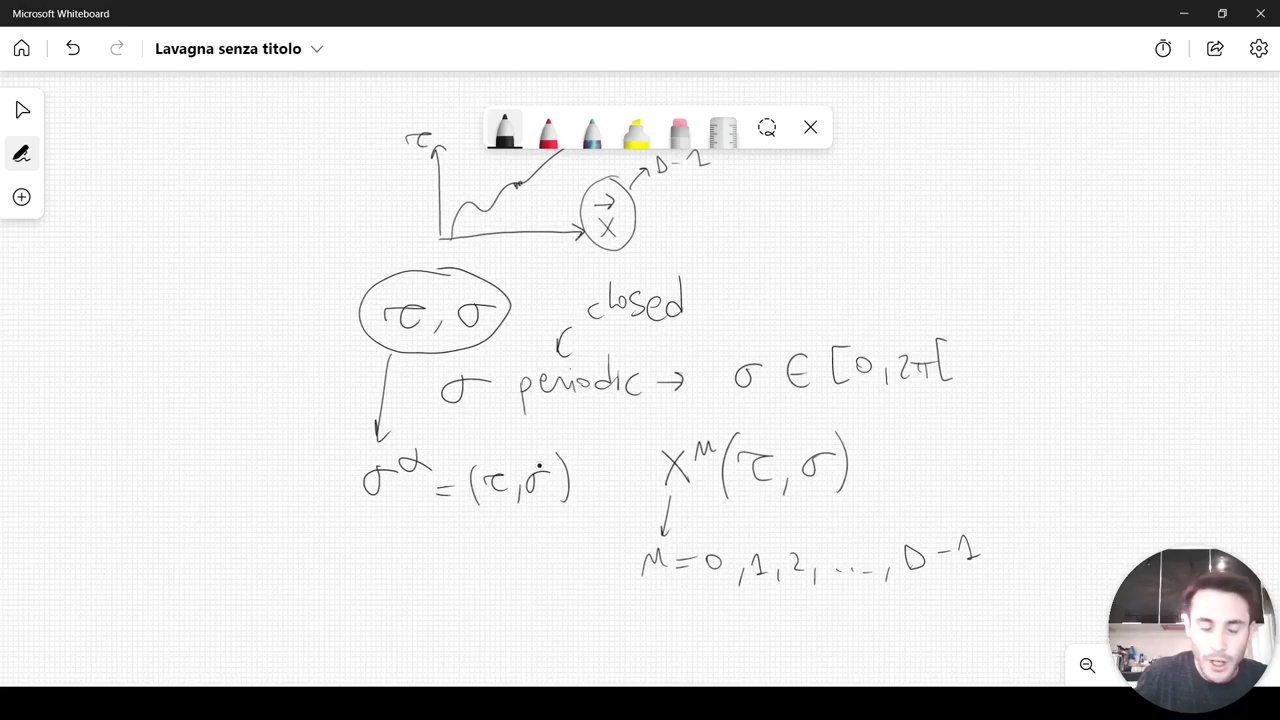 Microsoft Whiteboard
Lavagna senza titolo
τ
D-1
→
X
τ, σ
closed
σ periodic → σ ∈ [0, 2π[
σ^α = (τ, σ)
X^μ(τ, σ)
μ = 0, 1, 2, ..., D-1